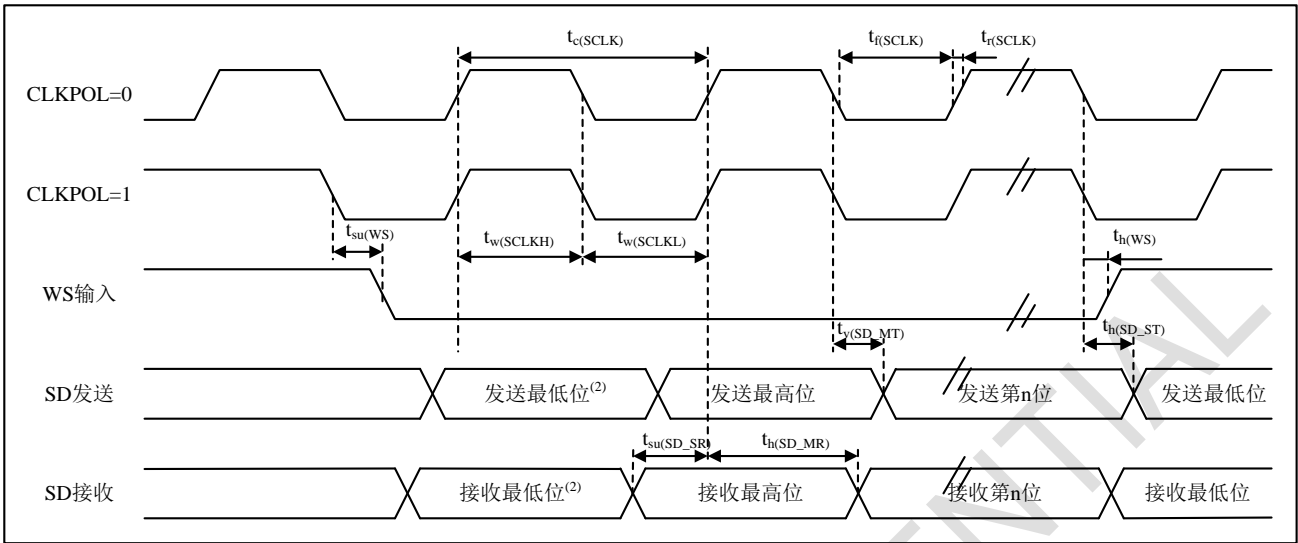 t_c(SCLK) t_f(SCLK) t_r(SCLK)
CLKPOL=0
CLKPOL=1
t_su(WS) t_w(SCLKH) t_w(SCLKL) t_h(WS)
WS输入
t_v(SD_MT) t_h(SD_ST)
SD发送 发送最低位(2) 发送最高位 发送第n位 发送最低位
t_su(SD_SR) t_h(SD_MR)
SD接收 接收最低位(2) 接收最高位 接收第n位 接收最低位